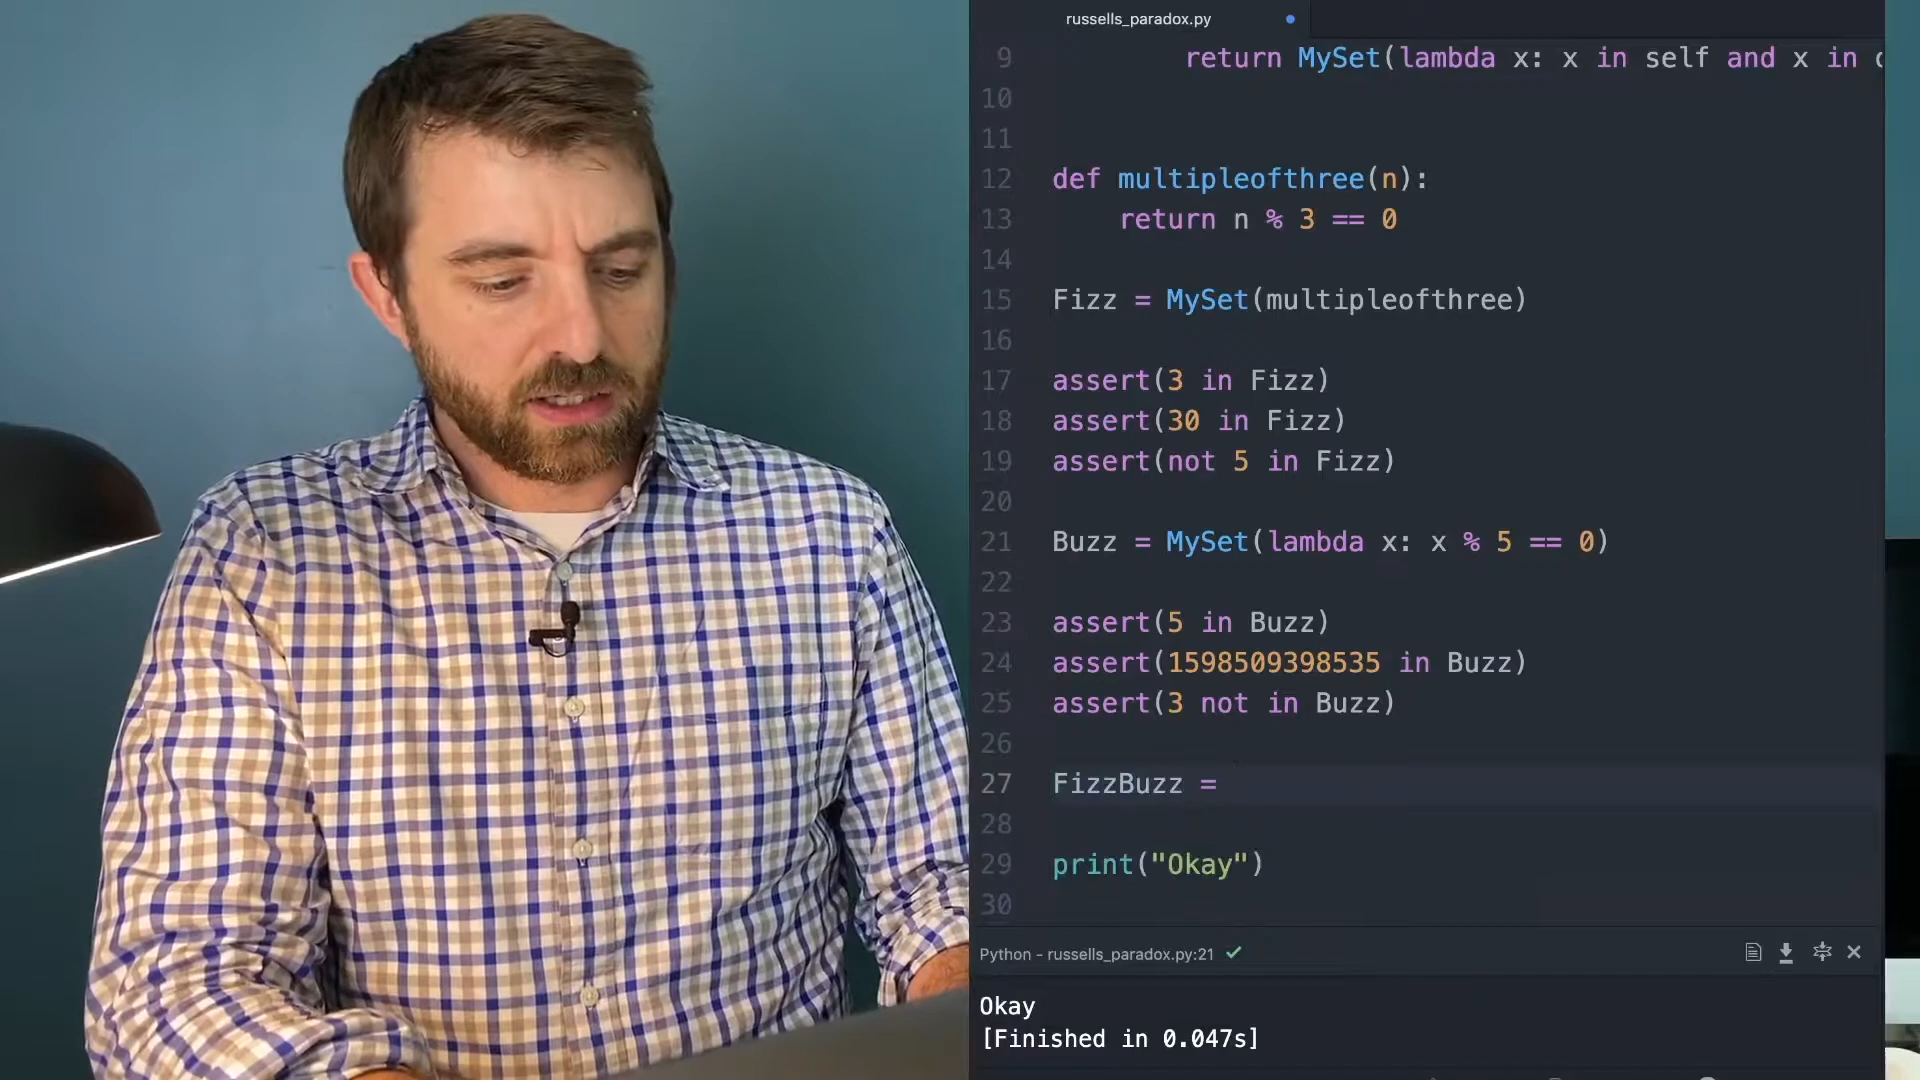 russells_paradox.py
9 return MySet(lambda x: x in self and x in
10
11
12 def multipleofthree(n):
13 return n % 3 == 0
14
15 Fizz = MySet(multipleofthree)
16
17 assert(3 in Fizz)
18 assert(30 in Fizz)
19 assert(not 5 in Fizz)
20
21 Buzz = MySet(lambda x: x % 5 == 0)
22
23 assert(5 in Buzz)
24 assert(1598509398535 in Buzz)
25 assert(3 not in Buzz)
26
27 FizzBuzz =
28
29 print("Okay")
30
Python - russells_paradox.py:21
Okay
[Finished in 0.047s]